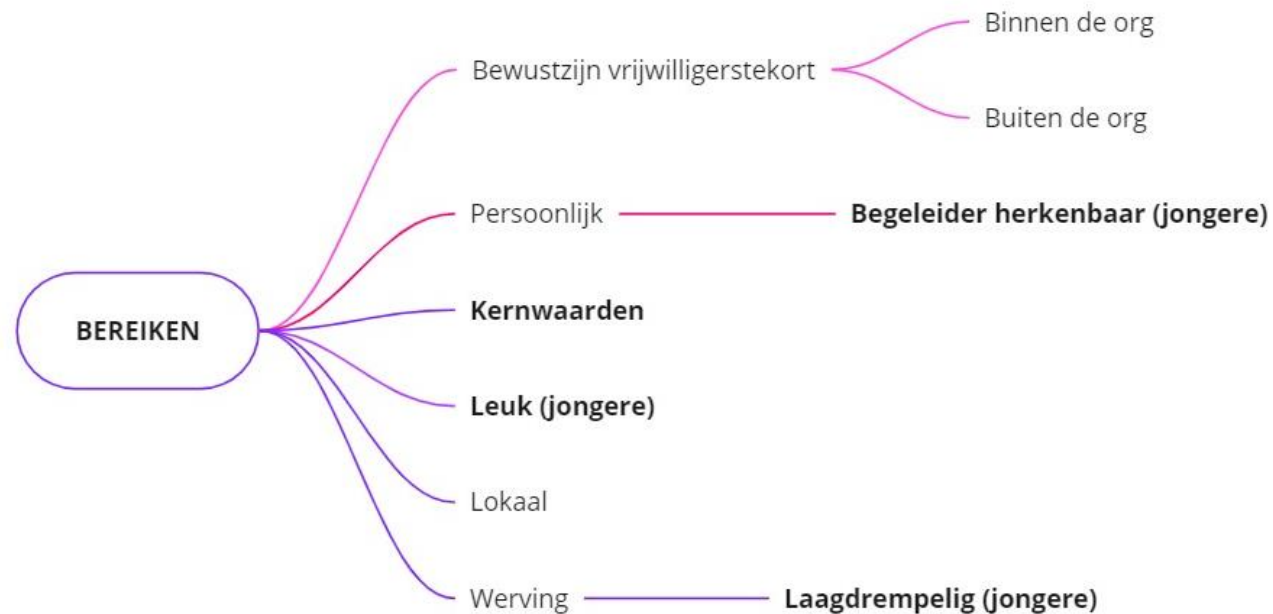 BEREIKEN
Bewustzijn vrijwilligerstekort
Binnen de org
Buiten de org
Persoonlijk
Begeleider herkenbaar (jongere)
Kernwaarden
Leuk (jongere)
Lokaal
Werving
Laagdrempelig (jongere)